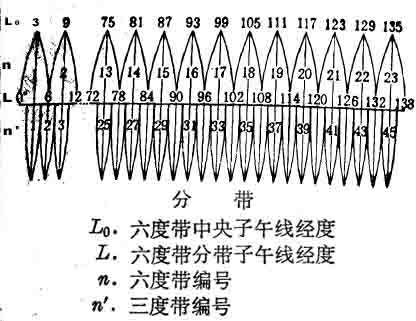 L₀ 3 9 75 81 87 93 99 105 111 117 123 129 135
n 2 13 14 15 16 17 18 19 20 21 22 23
L 6 12 72 78 84 90 96 102 108 114 120 126 132 138
n′ 2 3 25 27 29 31 33 35 37 39 41 43 45
分 带
L₀. 六度带中央子午线经度
L. 六度带分带子午线经度
n. 六度带编号
n′. 三度带编号